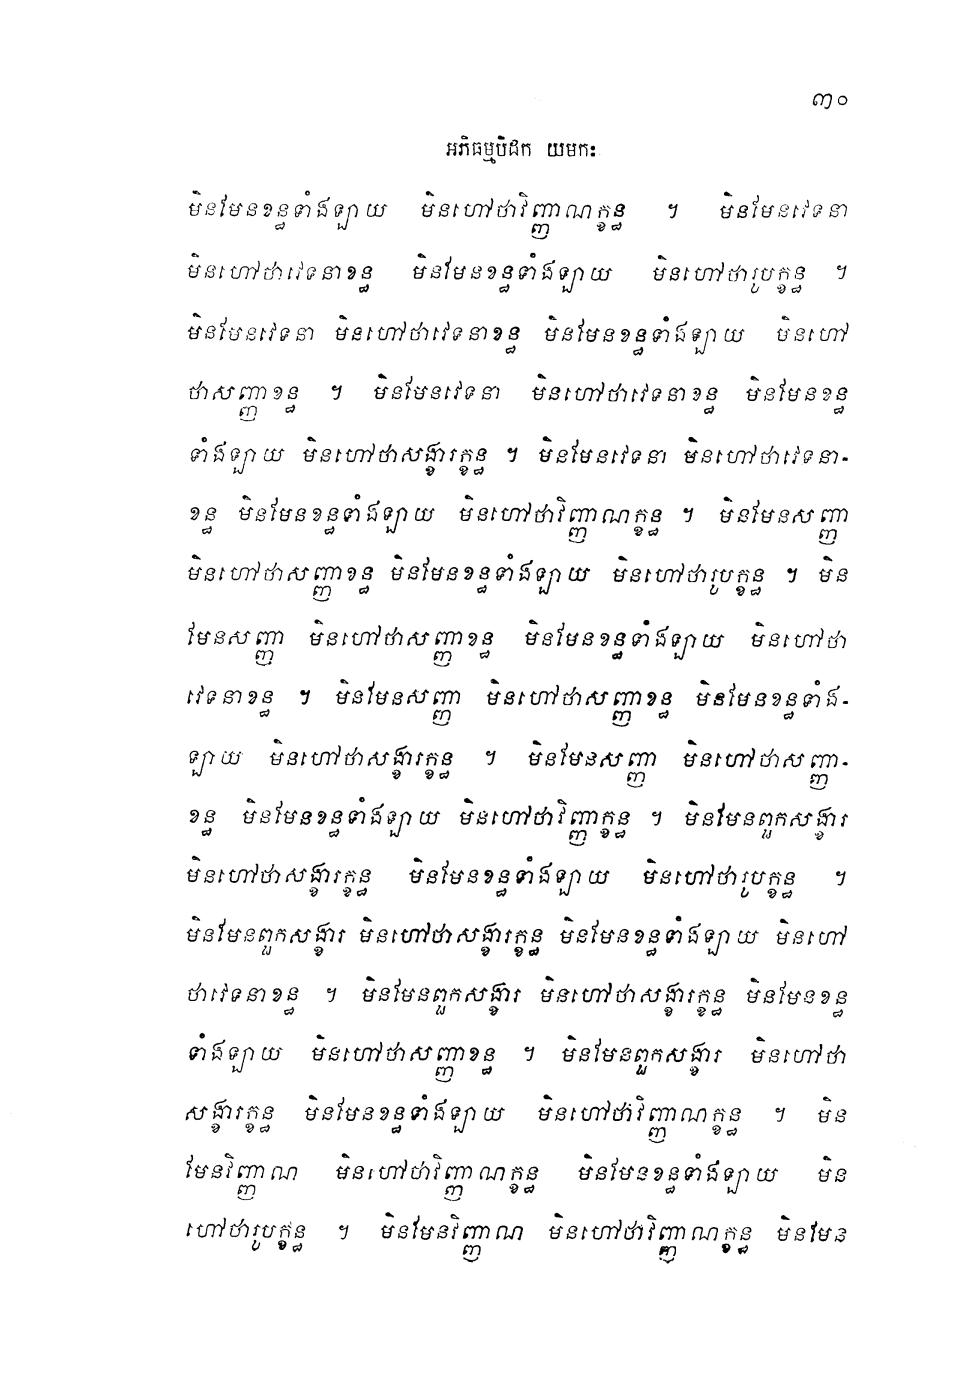 ៣០
អភិធម្មបិដក យមកៈ
មិនមែនខន្ធទាំងឡាយ មិនហៅថាវិញ្ញាណក្ខន្ធ ។ មិនមែនវេទនា
មិនហៅថាវេទនាខន្ធ មិនមែនខន្ធទាំងឡាយ មិនហៅថារូបក្ខន្ធ ។
មិនមែនវេទនា មិនហៅថាវេទនាខន្ធ មិនមែនខន្ធទាំងឡាយ មិនហៅ
ថាសញ្ញាខន្ធ ។ មិនមែនវេទនា មិនហៅថាវេទនាខន្ធ មិនមែនខន្ធ
ទាំងឡាយ មិនហៅថាសង្ខារក្ខន្ធ ។ មិនមែនវេទនា មិនហៅថាវេទនា-
ខន្ធ មិនមែនខន្ធទាំងឡាយ មិនហៅថាវិញ្ញាណក្ខន្ធ ។ មិនមែនសញ្ញា
មិនហៅថាសញ្ញាខន្ធ មិនមែនខន្ធទាំងឡាយ មិនហៅថារូបក្ខន្ធ ។ មិន
មែនសញ្ញា មិនហៅថាសញ្ញាខន្ធ មិនមែនខន្ធទាំងឡាយ មិនហៅថា
វេទនាខន្ធ ។ មិនមែនសញ្ញា មិនហៅថាសញ្ញាខន្ធ មិនមែនខន្ធទាំង-
ឡាយ មិនហៅថាសង្ខារក្ខន្ធ ។ មិនមែនសញ្ញា មិនហៅថាសញ្ញា-
ខន្ធ មិនមែនខន្ធទាំងឡាយ មិនហៅថាវិញ្ញាក្ខន្ធ ។ មិនមែនពួកសង្ខារ
មិនហៅថាសង្ខារក្ខន្ធ មិនមែនខន្ធទាំងឡាយ មិនហៅថារូបក្ខន្ធ ។
មិនមែនពួកសង្ខារ មិនហៅថាសង្ខារក្ខន្ធ មិនមែនខន្ធទាំងឡាយ មិនហៅ
ថាវេទនាខន្ធ ។ មិនមែនពួកសង្ខារ មិនហៅថាសង្ខារក្ខន្ធ មិនមែនខន្ធ
ទាំងឡាយ មិនហៅថាសញ្ញាខន្ធ ។ មិនមែនពួកសង្ខារ មិនហៅថា
សង្ខារក្ខន្ធ មិនមែនខន្ធទាំងឡាយ មិនហៅថាវិញ្ញាណក្ខន្ធ ។ មិន
មែនវិញ្ញាណ មិនហៅថាវិញ្ញាណក្ខន្ធ មិនមែនខន្ធទាំងឡាយ មិន
ហៅថារូបក្ខន្ធ ។ មិនមែនវិញ្ញាណ មិនហៅថាវិញ្ញាណក្ខន្ធ មិនមែន